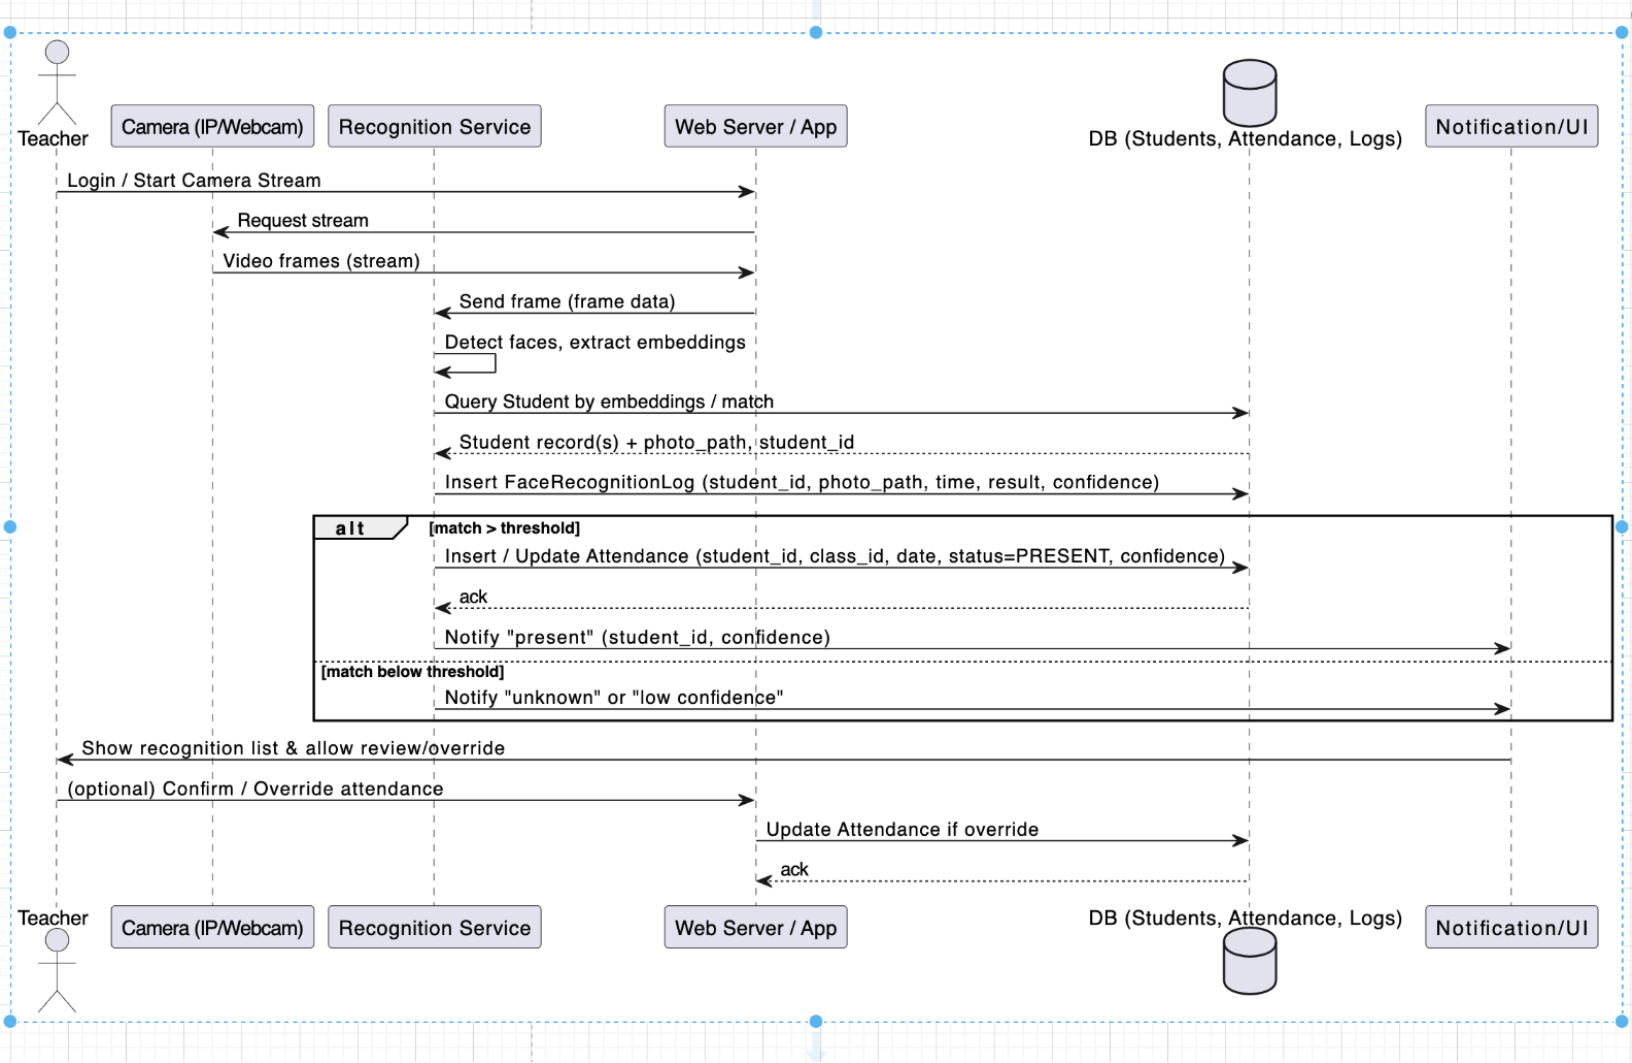 Teacher
Camera (IP/Webcam)
Recognition Service
Web Server / App
DB (Students, Attendance, Logs)
Notification/UI
Login / Start Camera Stream
Request stream
Video frames (stream)
Send frame (frame data)
Detect faces, extract embeddings
Query Student by embeddings / match
Student record(s) + photo_path, student_id
Insert FaceRecognitionLog (student_id, photo_path, time, result, confidence)
alt
[match > threshold]
Insert / Update Attendance (student_id, class_id, date, status=PRESENT, confidence)
ack
Notify "present" (student_id, confidence)
[match below threshold]
Notify "unknown" or "low confidence"
Show recognition list & allow review/override
(optional) Confirm / Override attendance
Update Attendance if override
ack
Teacher
Camera (IP/Webcam)
Recognition Service
Web Server / App
DB (Students, Attendance, Logs)
Notification/UI